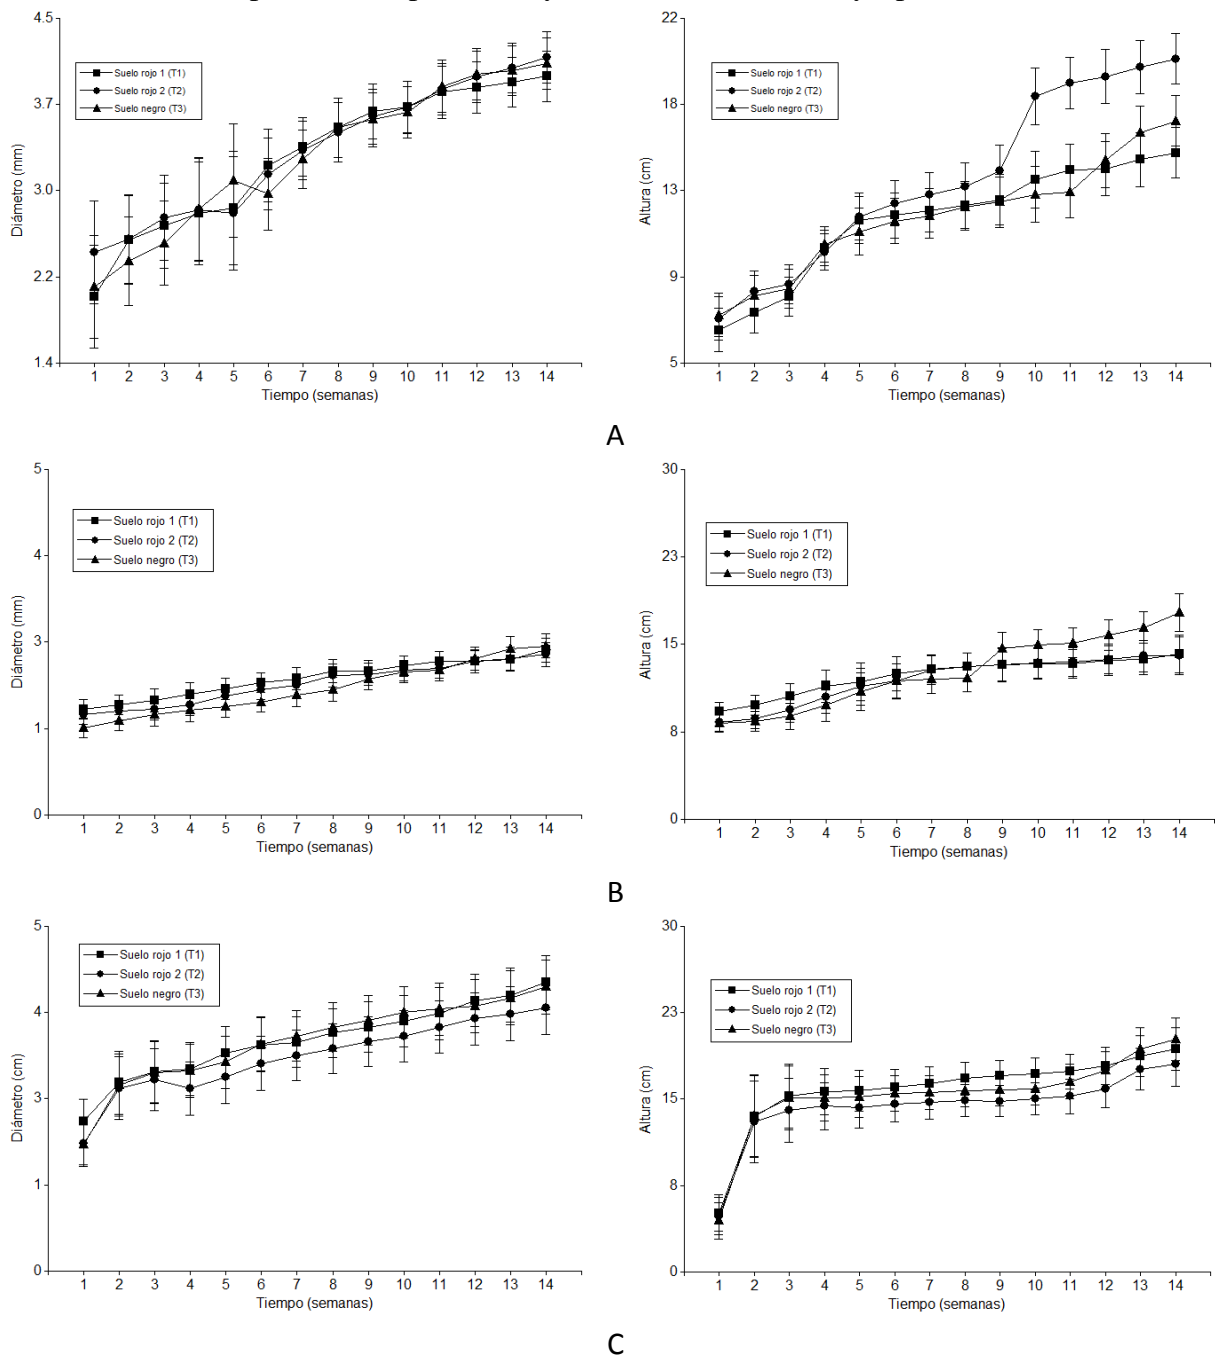 4.5
3.7
3.0
2.2
1.4
Diámetro (mm)
Suelo rojo 1 (T1)
Suelo rojo 2 (T2)
Suelo negro (T3)
1 2 3 4 5 6 7 8 9 10 11 12 13 14
Tiempo (semanas)
22
18
13
9
5
Altura (cm)
Suelo rojo 1 (T1)
Suelo rojo 2 (T2)
Suelo negro (T3)
1 2 3 4 5 6 7 8 9 10 11 12 13 14
Tiempo (semanas)
A
5
4
3
1
0
Diámetro (mm)
Suelo rojo 1 (T1)
Suelo rojo 2 (T2)
Suelo negro (T3)
1 2 3 4 5 6 7 8 9 10 11 12 13 14
Tiempo (semanas)
30
23
15
8
0
Altura (cm)
Suelo rojo 1 (T1)
Suelo rojo 2 (T2)
Suelo negro (T3)
1 2 3 4 5 6 7 8 9 10 11 12 13 14
Tiempo (semanas)
B
5
4
3
1
0
Diámetro (cm)
Suelo rojo 1 (T1)
Suelo rojo 2 (T2)
Suelo negro (T3)
1 2 3 4 5 6 7 8 9 10 11 12 13 14
Tiempo (semanas)
30
23
15
8
0
Altura (cm)
Suelo rojo 1 (T1)
Suelo rojo 2 (T2)
Suelo negro (T3)
1 2 3 4 5 6 7 8 9 10 11 12 13 14
Tiempo (semanas)
C